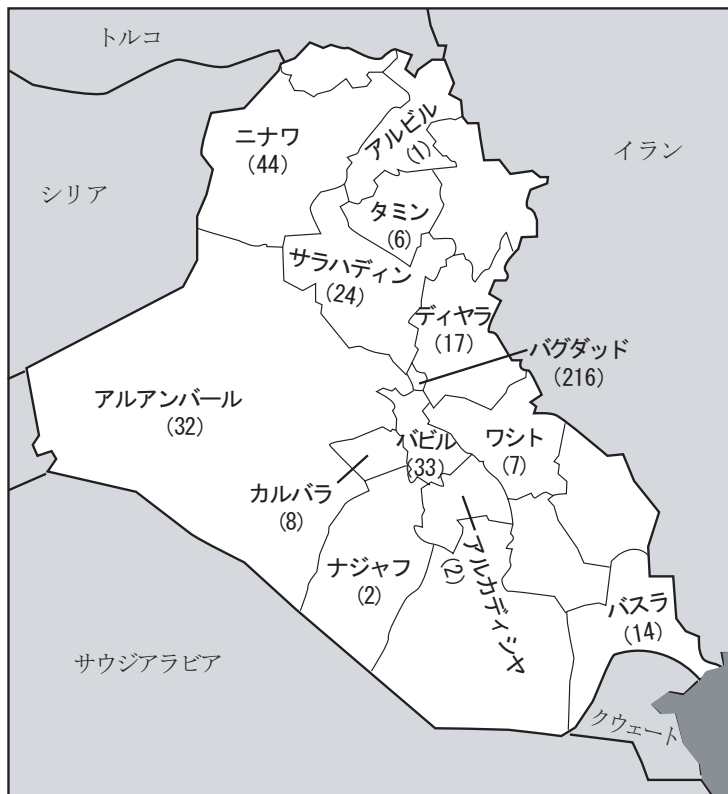 トルコ
ニナワ
(44)
アルビル
(1)
イラン
シリア
タミン
(6)
サラハディン
(24)
ディヤラ
(17)
バグダッド
(216)
アルアンバール
(32)
バビル
(33)
ワシト
(7)
カルバラ
(8)
ナジャフ
(2)
アルカディシャ
(2)
バスラ
(14)
サウジアラビア
クウェート